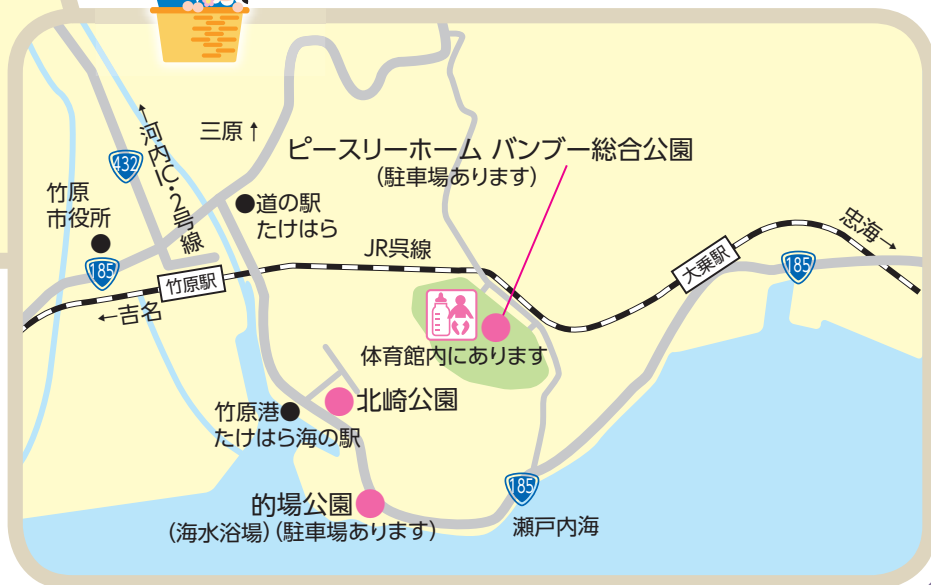 ↑河内IC・2号線
三原↑
ピースリーホーム バンブー総合公園
(駐車場あります)
432
竹原
市役所
道の駅
たけはら
忠海→
JR呉線
大乗駅
185
185
竹原駅
←吉名
体育館内にあります
北崎公園
竹原港
たけはら海の駅
185
的場公園
(海水浴場)(駐車場あります)
瀬戸内海